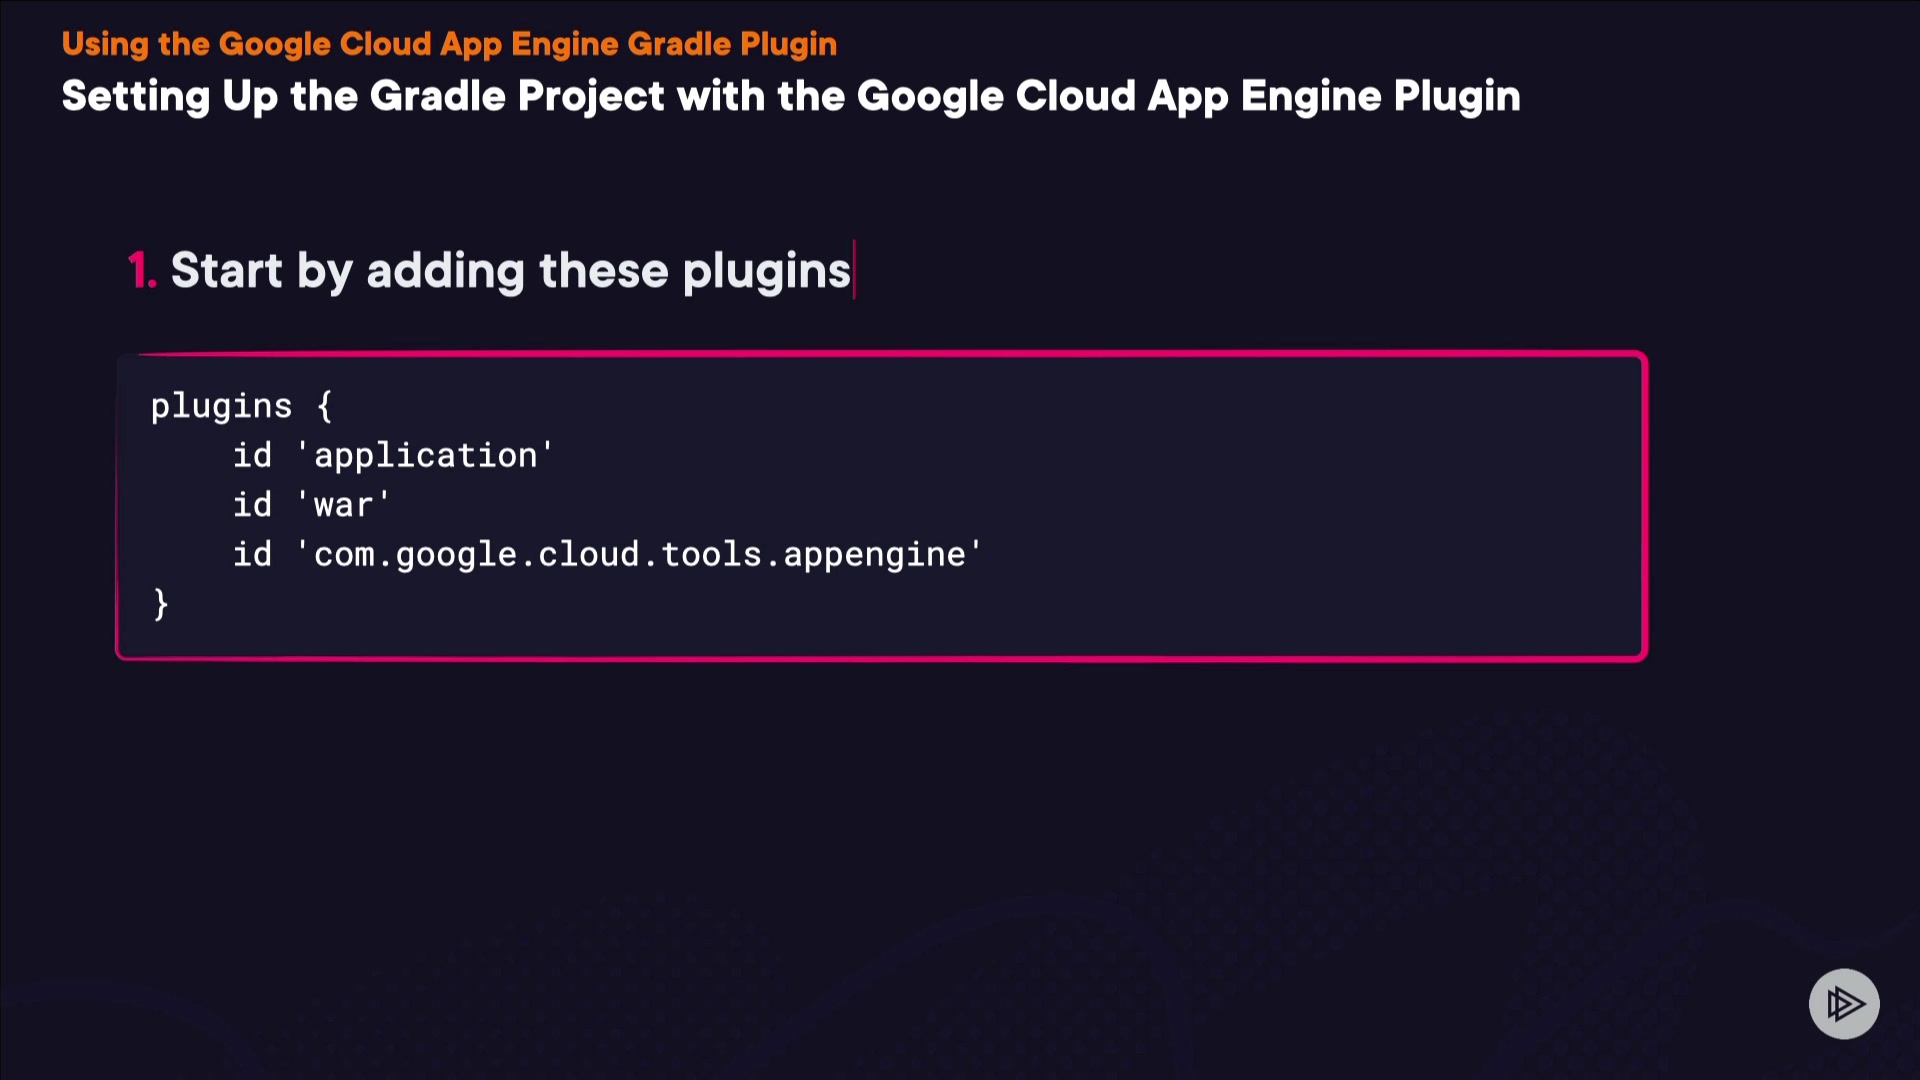 Using the Google Cloud App Engine Gradle Plugin
Setting Up the Gradle Project with the Google Cloud App Engine Plugin
1. Start by adding these plugins
plugins {
    id 'application'
    id 'war'
    id 'com.google.cloud.tools.appengine'
}